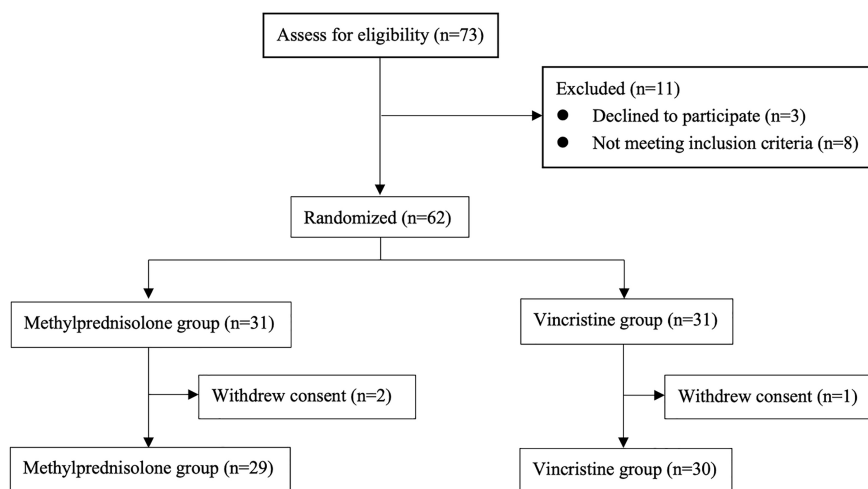 Assess for eligibility (n=73)
Excluded (n=11)
● Declined to participate (n=3)
● Not meeting inclusion criteria (n=8)
Randomized (n=62)
Methylprednisolone group (n=31)
Vincristine group (n=31)
Withdrew consent (n=2)
Withdrew consent (n=1)
Methylprednisolone group (n=29)
Vincristine group (n=30)